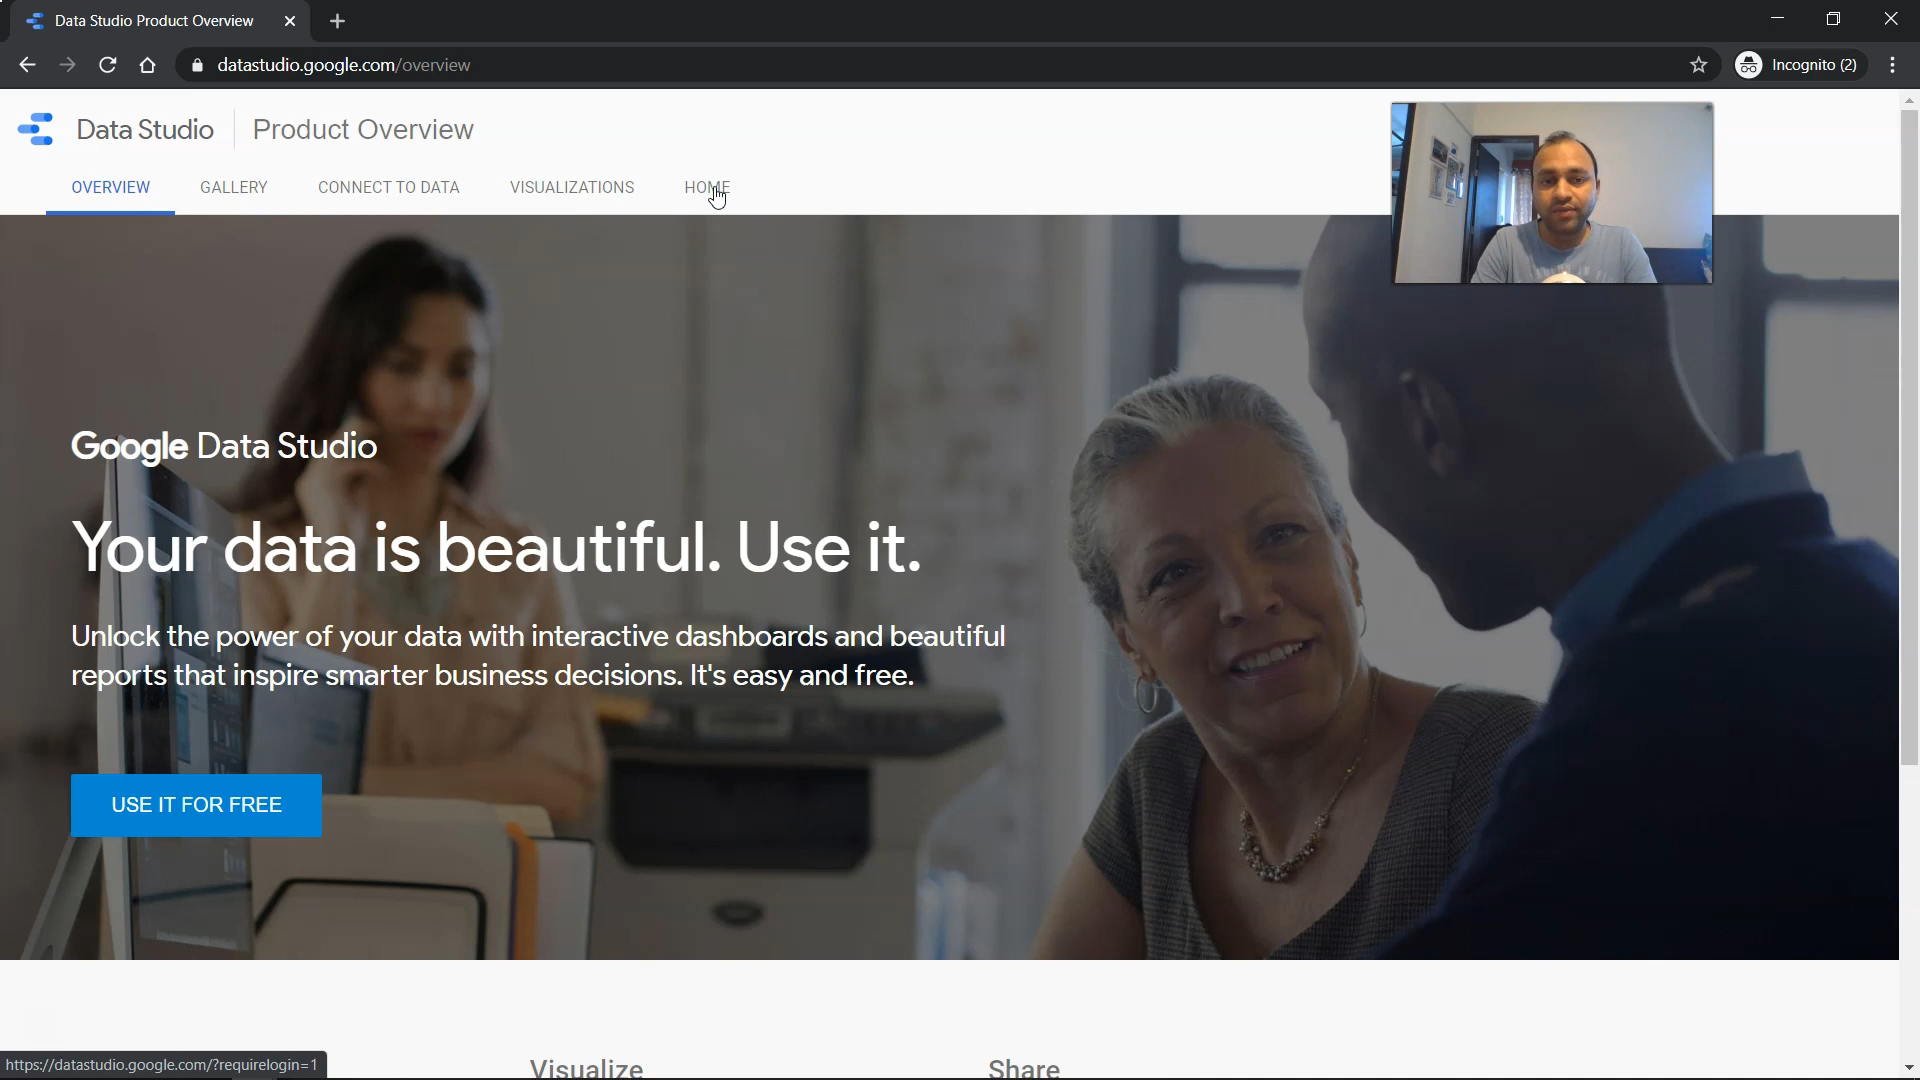 Data Studio Product Overview
datastudio.google.com/overview
Incognito (2)
Data Studio
Product Overview
OVERVIEW
GALLERY
CONNECT TO DATA
VISUALIZATIONS
HOME
Google Data Studio
Your data is beautiful. Use it.
Unlock the power of your data with interactive dashboards and beautiful
reports that inspire smarter business decisions. It's easy and free.
USE IT FOR FREE
Visualize
Share
https://datastudio.google.com/?requirelogin=1